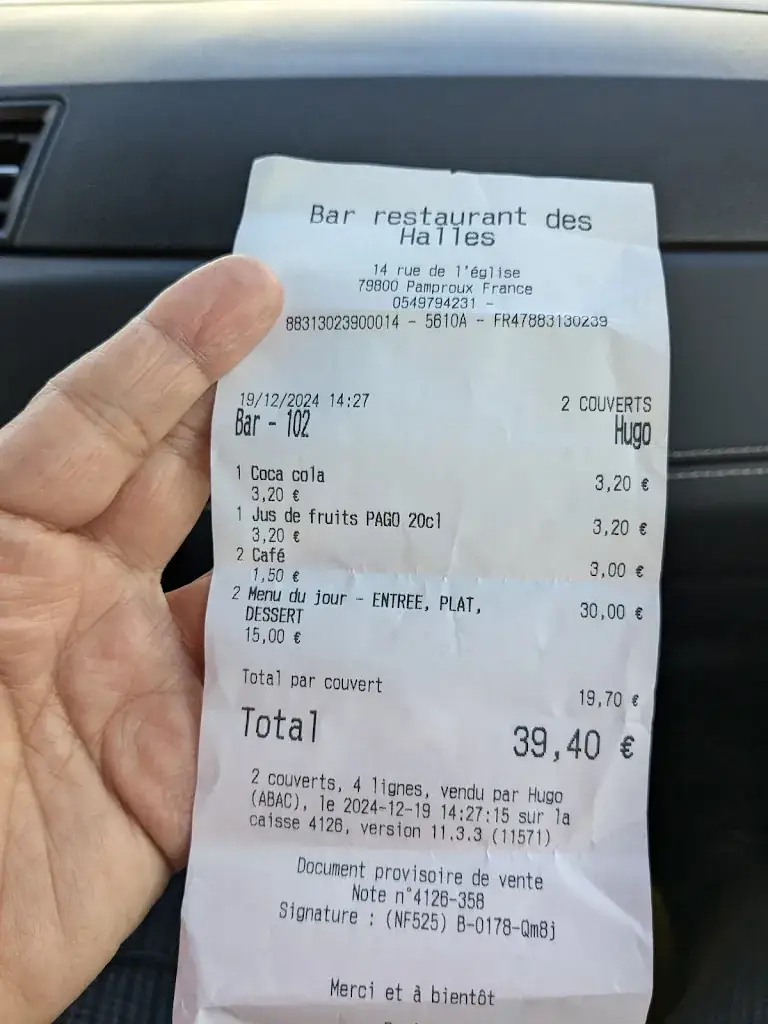 Bar restaurant des
Halles
14 rue de l'église
79800 Pamproux France
0549794231 -
88313023900014 - 5610A - FR47883130239
19/12/2024 14:27 2 COUVERTS
Bar - 102 Hugo
1 Coca cola 3,20 €
3,20 €
1 Jus de fruits PAGO 20cl 3,20 €
3,20 €
2 Café 3,00 €
1,50 €
2 Menu du jour - ENTREE, PLAT, 30,00 €
DESSERT
15,00 €
Total par couvert 19,70 €
Total 39,40 €
2 couverts, 4 lignes, vendu par Hugo
(ABAC), le 2024-12-19 14:27:15 sur la
caisse 4126, version 11.3.3 (11571)
Document provisoire de vente
Note n°4126-358
Signature : (NF525) B-0178-Qm8j
Merci et à bientôt